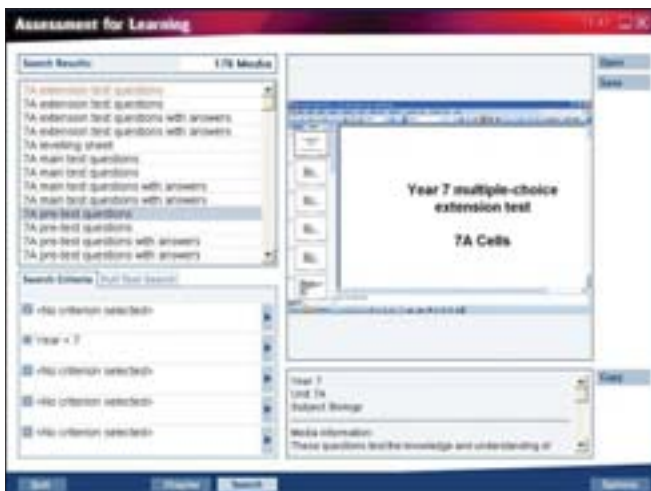 Assessment for Learning
Search Results
176 Media
7A extension test questions
7A extension test questions
7A extension test questions with answers
7A extension test questions with answers
7A levelling sheet
7A main test questions
7A main test questions
7A main test questions with answers
7A main test questions with answers
7A pre-test questions
7A pre-test questions
7A pre-test questions with answers
7A pre-test questions with answers
Search Criteria
Full Text Search
<No criterion selected>
Year = 7
<No criterion selected>
<No criterion selected>
<No criterion selected>
Year 7 multiple-choice
extension test
7A Cells
Year 7
Unit 7A
Subject Biology
Media information
These questions test the knowledge and understanding of
Open
Save
Copy
Quit
Chapter
Search
Options